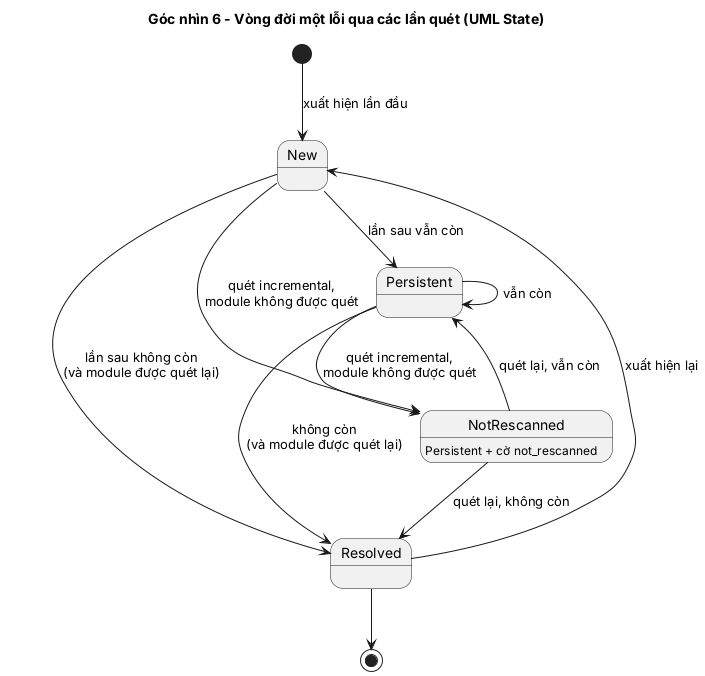 Góc nhìn 6 - Vòng đời một lỗi qua các lần quét (UML State)
xuất hiện lần đầu
New
lần sau vẫn còn
Persistent
vẫn còn
quét incremental,
module không được quét
lần sau không còn
(và module được quét lại)
quét incremental,
module không được quét
quét lại, vẫn còn
xuất hiện lại
NotRescanned
Persistent + cờ not_rescanned
không còn
(và module được quét lại)
quét lại, không còn
Resolved